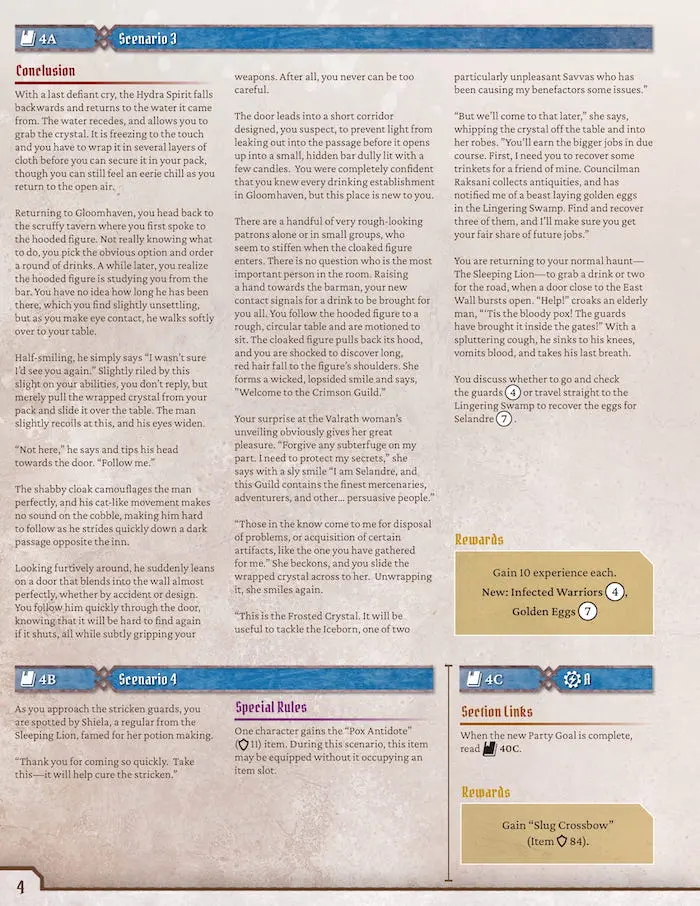 4A Scenario 3
Conclusion
With a last defiant cry, the Hydra Spirit falls
backwards and returns to the water it came
from. The water recedes, and allows you to
grab the crystal. It is freezing to the touch
and you have to wrap it in several layers of
cloth before you can secure it in your pack,
though you can still feel an eerie chill as you
return to the open air.
Returning to Gloomhaven, you head back to
the scruffy tavern where you first spoke to
the hooded figure. Not really knowing what
to do, you pick the obvious option and order
a round of drinks. A while later, you realize
the hooded figure is studying you from the
bar. You have no idea how long he has been
there, which you find slightly unsettling,
but as you make eye contact, he walks softly
over to your table.
Half-smiling, he simply says “I wasn’t sure
I’d see you again.” Slightly riled by this
slight on your abilities, you don’t reply, but
merely pull the wrapped crystal from your
pack and slide it over the table. The man
slightly recoils at this, and his eyes widen.
“Not here,” he says and tips his head
towards the door. “Follow me.”
The shabby cloak camouflages the man
perfectly, and his cat-like movement makes
no sound on the cobble, making him hard
to follow as he strides quickly down a dark
passage opposite the inn.
Looking furtively around, he suddenly leans
on a door that blends into the wall almost
perfectly, whether by accident or design.
You follow him quickly through the door,
knowing that it will be hard to find again
if it shuts, all while subtly gripping your
weapons. After all, you never can be too
careful.
The door leads into a short corridor
designed, you suspect, to prevent light from
leaking out into the passage before it opens
up into a small, hidden bar dully lit with a
few candles. You were completely confident
that you knew every drinking establishment
in Gloomhaven, but this place is new to you.
There are a handful of very rough-looking
patrons alone or in small groups, who
seem to stiffen when the cloaked figure
enters. There is no question who is the most
important person in the room. Raising
a hand towards the barman, your new
contact signals for a drink to be brought for
you all. You follow the hooded figure to a
rough, circular table and are motioned to
sit. The cloaked figure pulls back its hood,
and you are shocked to discover long,
red hair fall to the figure’s shoulders. She
forms a wicked, lopsided smile and says,
"Welcome to the Crimson Guild.”
Your surprise at the Valrath woman’s
unveiling obviously gives her great
pleasure. “Forgive any subterfuge on my
part. I need to protect my secrets,” she
says with a sly smile “I am Selandre, and
this Guild contains the finest mercenaries,
adventurers, and other... persuasive people.”
“Those in the know come to me for disposal
of problems, or acquisition of certain
artifacts, like the one you have gathered
for me.” She beckons, and you slide the
wrapped crystal across to her. Unwrapping
it, she smiles again.
“This is the Frosted Crystal. It will be
useful to tackle the Iceborn, one of two
particularly unpleasant Savvas who has
been causing my benefactors some issues.”
“But we’ll come to that later,” she says,
whipping the crystal off the table and into
her robes. ”You’ll earn the bigger jobs in due
course. First, I need you to recover some
trinkets for a friend of mine. Councilman
Raksani collects antiquities, and has
notified me of a beast laying golden eggs
in the Lingering Swamp. Find and recover
three of them, and I’ll make sure you get
your fair share of future jobs.”
You are returning to your normal haunt—
The Sleeping Lion—to grab a drink or two
for the road, when a door close to the East
Wall bursts open. “Help!” croaks an elderly
man, “‘Tis the bloody pox! The guards
have brought it inside the gates!” With a
spluttering cough, he sinks to his knees,
vomits blood, and takes his last breath.
You discuss whether to go and check
the guards 4 or travel straight to the
Lingering Swamp to recover the eggs for
Selandre 7 .
Rewards
Gain 10 experience each.
New: Infected Warriors 4 ,
Golden Eggs 7
4B Scenario 4
As you approach the stricken guards, you
are spotted by Shiela, a regular from the
Sleeping Lion, famed for her potion making.
“Thank you for coming so quickly. Take
this—it will help cure the stricken.”
Special Rules
One character gains the “Pox Antidote”
( 11) item. During this scenario, this item
may be equipped without it occupying an
item slot.
4C A
Section Links
When the new Party Goal is complete,
read 40C.
Rewards
Gain “Slug Crossbow”
(Item 84).
4